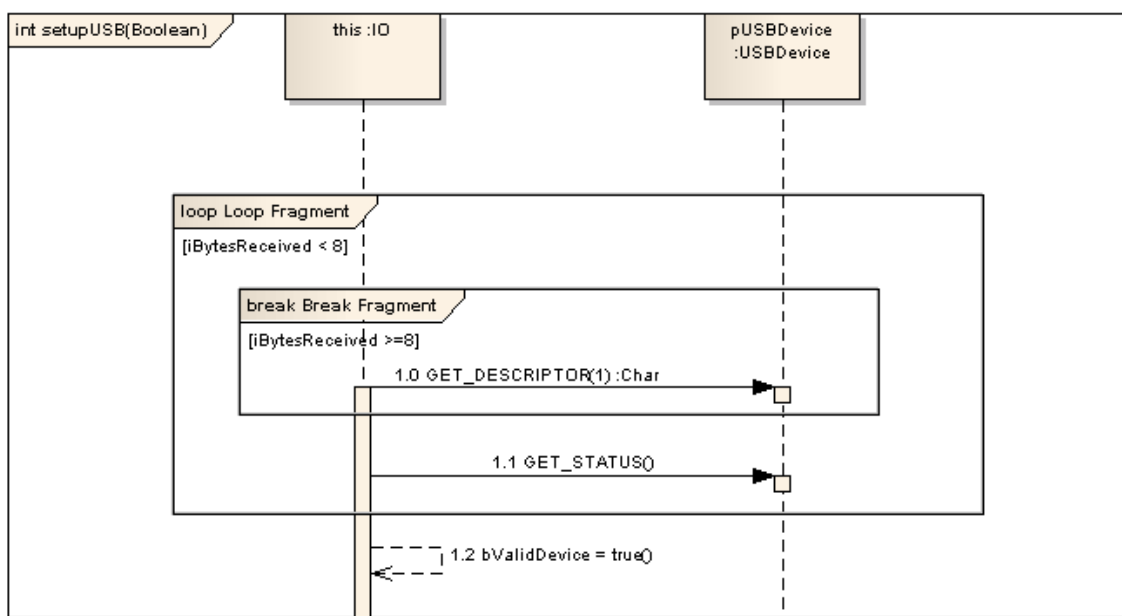 int setupUSB(Boolean)
this :IO
pUSBDevice
:USBDevice
loop Loop Fragment
[iBytesReceived < 8]
break Break Fragment
[iBytesReceived >=8]
1.0 GET_DESCRIPTOR(1) :Char
1.1 GET_STATUS()
1.2 bValidDevice = true()